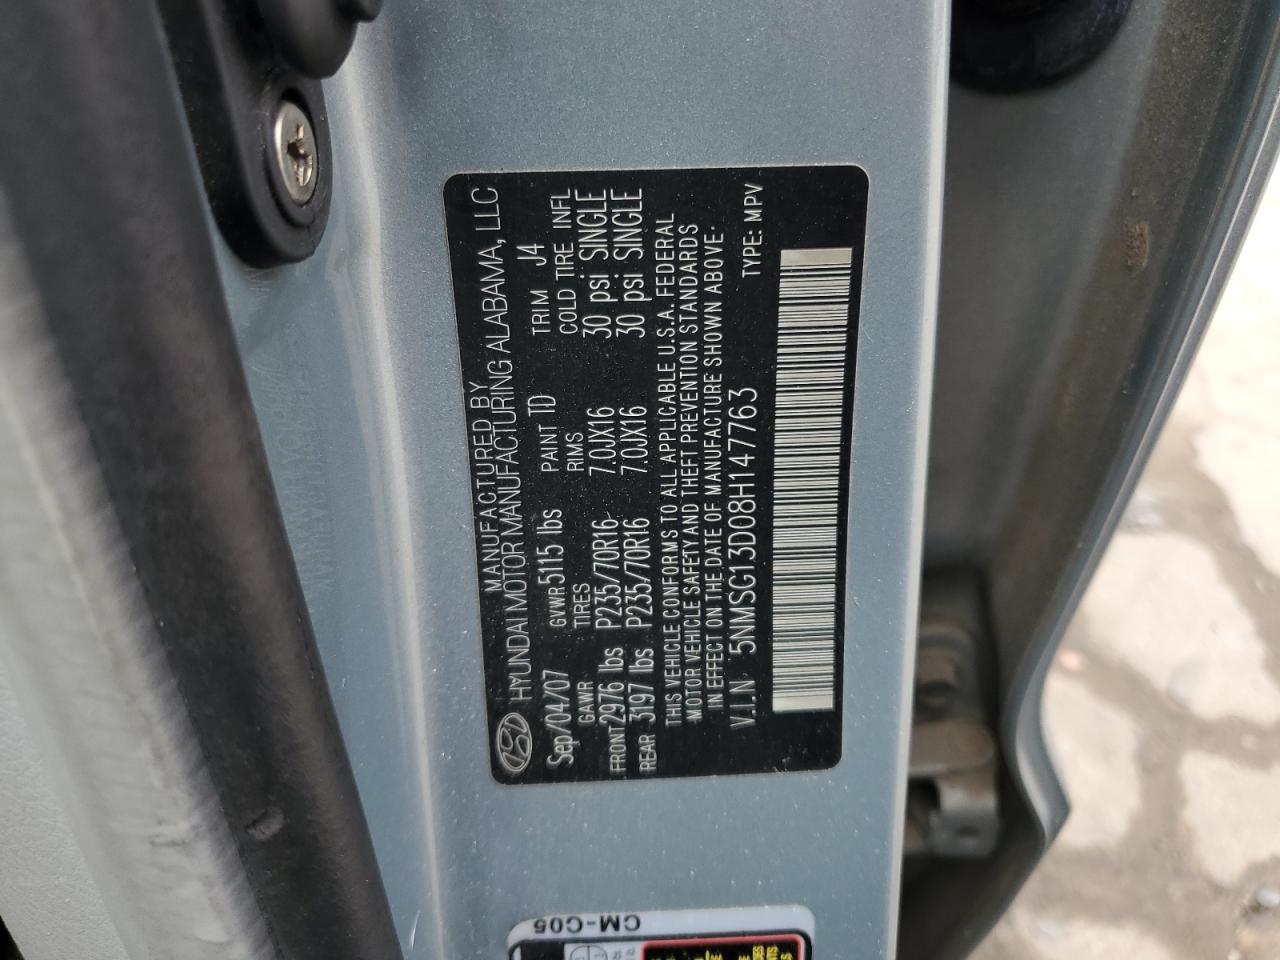 MANUFACTURED BY
HYUNDAI MOTOR MANUFACTURING ALABAMA, LLC
Sep/04/07 GVWR 5115 lbs PAINT TD TRIM J4
GAWR TIRES RIMS COLD TIRE INFL
FRONT 2976 lbs P235/70R16 7.0JX16 30 psi SINGLE
REAR 3197 lbs P235/70R16 7.0JX16 30 psi SINGLE
THIS VEHICLE CONFORMS TO ALL APPLICABLE U.S.A. FEDERAL
MOTOR VEHICLE SAFETY AND THEFT PREVENTION STANDARDS
IN EFFECT ON THE DATE OF MANUFACTURE SHOWN ABOVE.
V.I.N 5NMSG13D08H147763 TYPE: MPV
CM-C05